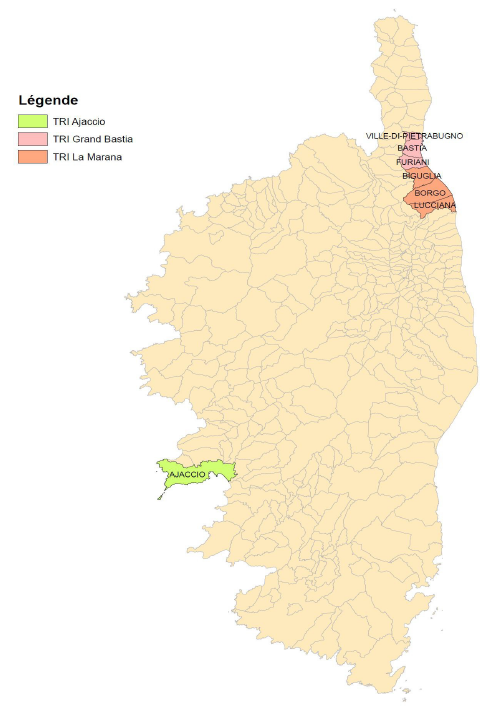 Légende
TRI Ajaccio
TRI Grand Bastia
TRI La Marana
VILLE-DI-PIETRABUGNO
BASTIA
FURIANI
BIGUGLIA
BORGO
LUCCIANA
AJACCIO